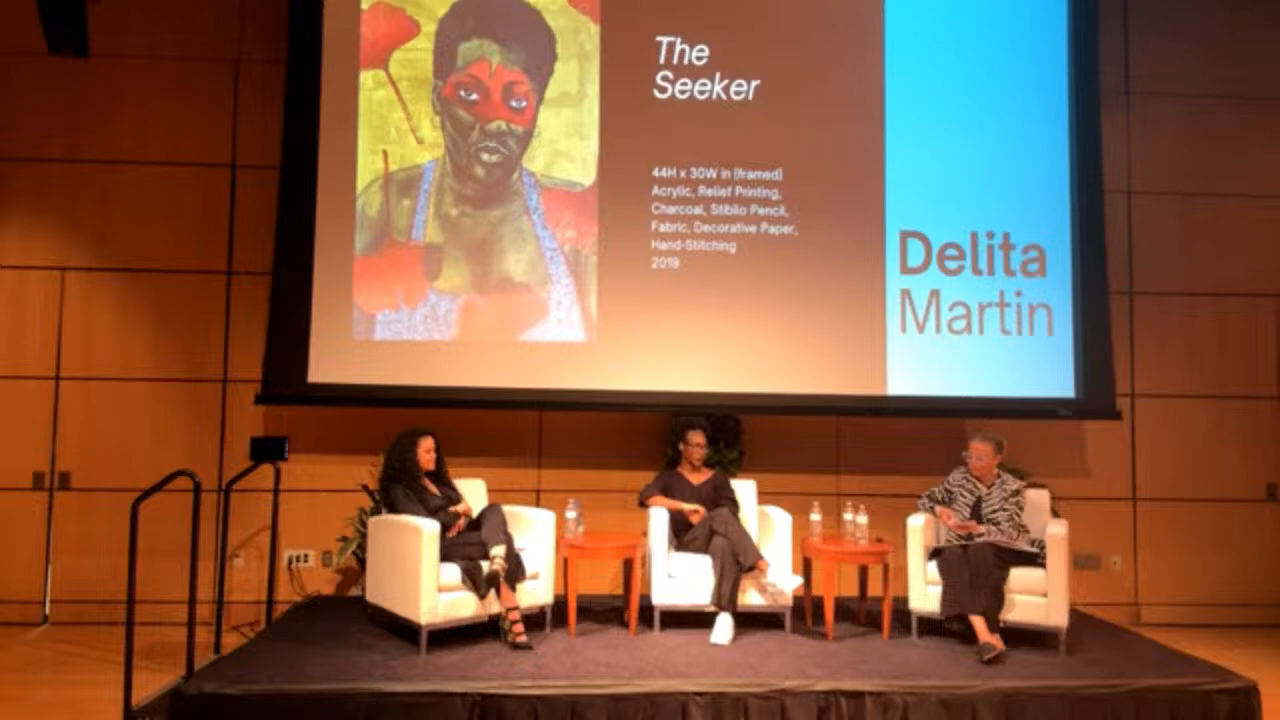 The
Seeker
44H x 30W in (framed)
Acrylic, Relief Printing,
Charcoal, Stibilo Pencil,
Fabric, Decorative Paper,
Hand-Stitching
2019
Delita
Martin